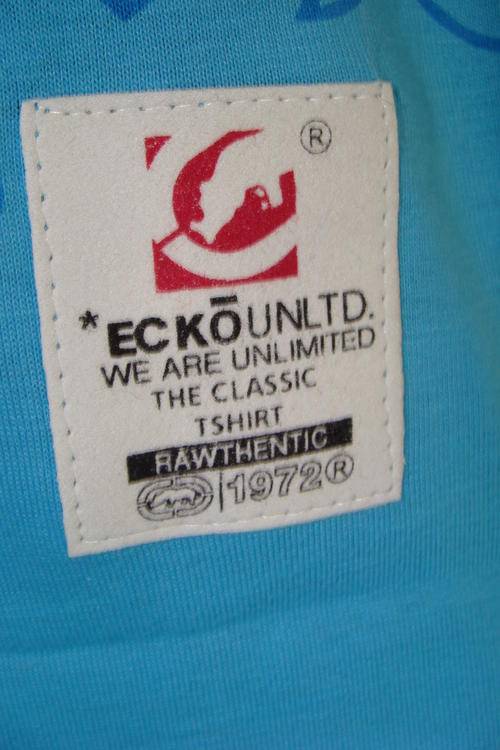 ®
*ECKŌUNLTD.
WE ARE UNLIMITED
THE CLASSIC
TSHIRT
RAWTHENTIC
|1972®